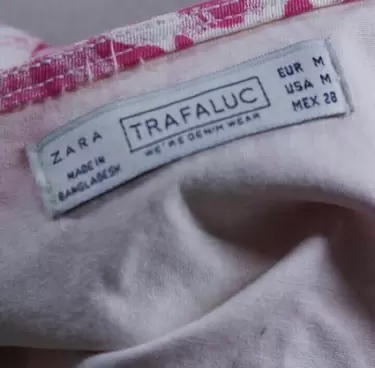 ZARA
MADE IN
BANGLADESH
TRAFALUC
WE'RE DENIM WEAR
EUR M
USA M
MEX 28